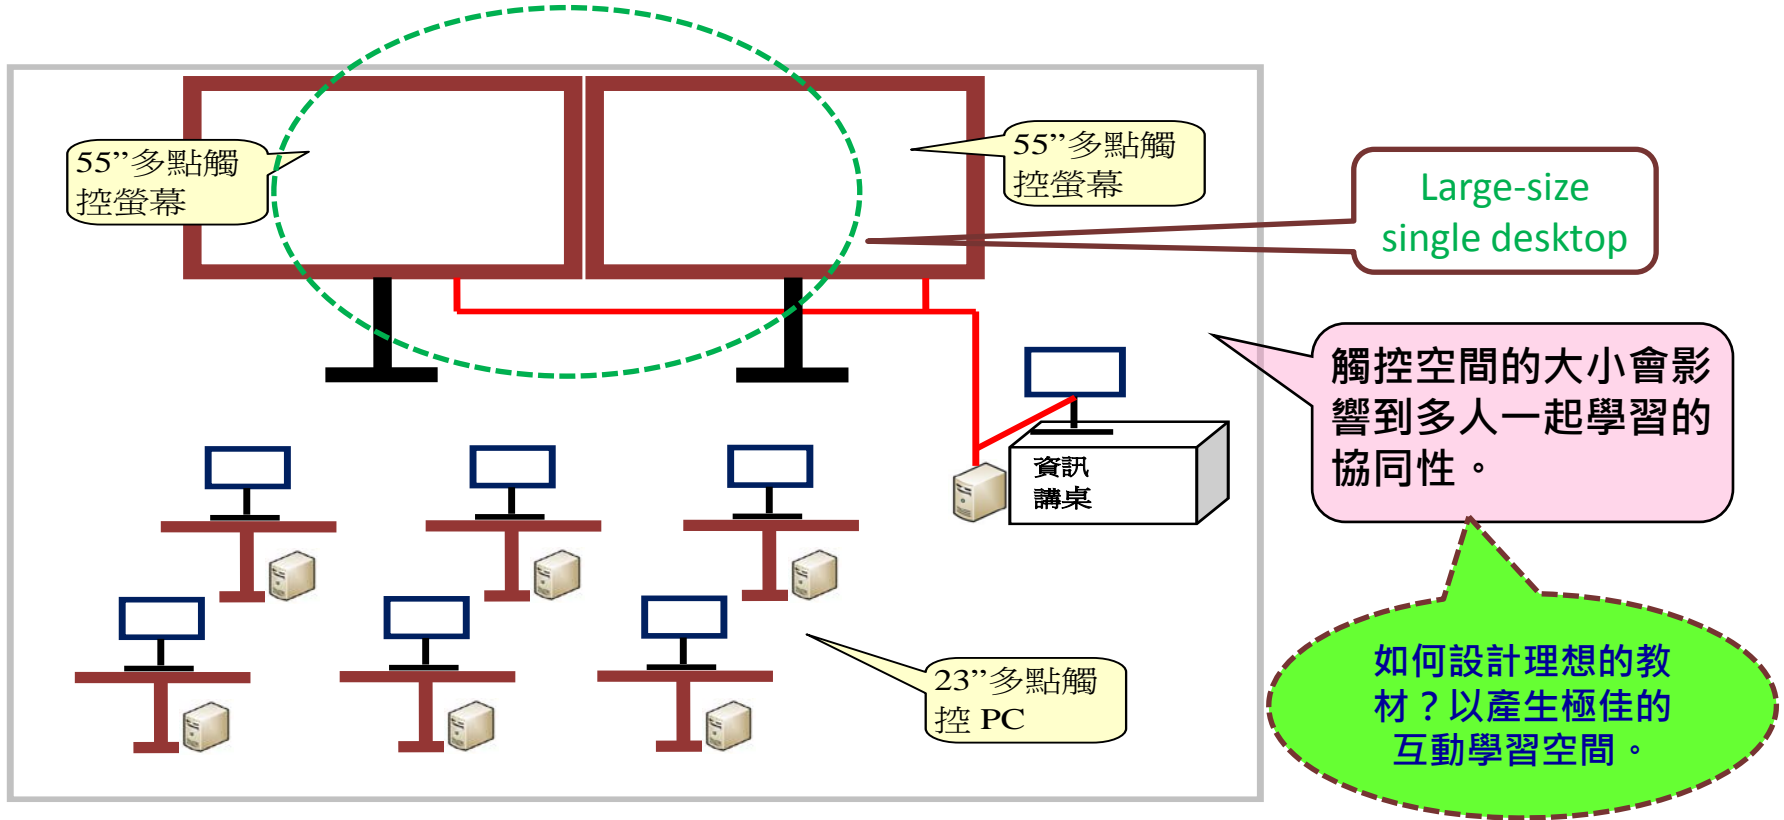 55”多點觸
控螢幕
55”多點觸
控螢幕
Large-size
single desktop
觸控空間的大小會影
響到多人一起學習的
協同性。
資訊
講桌
23”多點觸
控 PC
如何設計理想的教
材？以產生極佳的
互動學習空間。